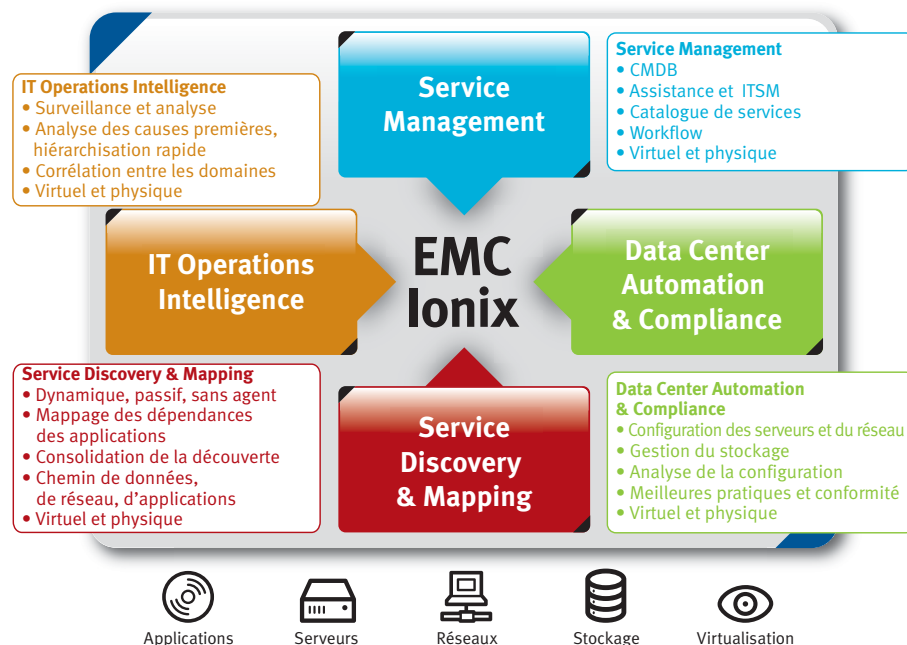 Service
Management
Service Management
• CMDB
• Assistance et ITSM
• Catalogue de services
• Workflow
• Virtuel et physique
IT Operations Intelligence
• Surveillance et analyse
• Analyse des causes premières,
hiérarchisation rapide
• Corrélation entre les domaines
• Virtuel et physique
IT Operations
Intelligence
EMC
Ionix
Data Center
Automation
& Compliance
Service Discovery & Mapping
• Dynamique, passif, sans agent
• Mappage des dépendances
des applications
• Consolidation de la découverte
• Chemin de données,
de réseau, d'applications
• Virtuel et physique
Service
Discovery
& Mapping
Data Center Automation
& Compliance
• Configuration des serveurs et du réseau
• Gestion du stockage
• Analyse de la configuration
• Meilleures pratiques et conformité
• Virtuel et physique
Applications
Serveurs
Réseaux
Stockage
Virtualisation